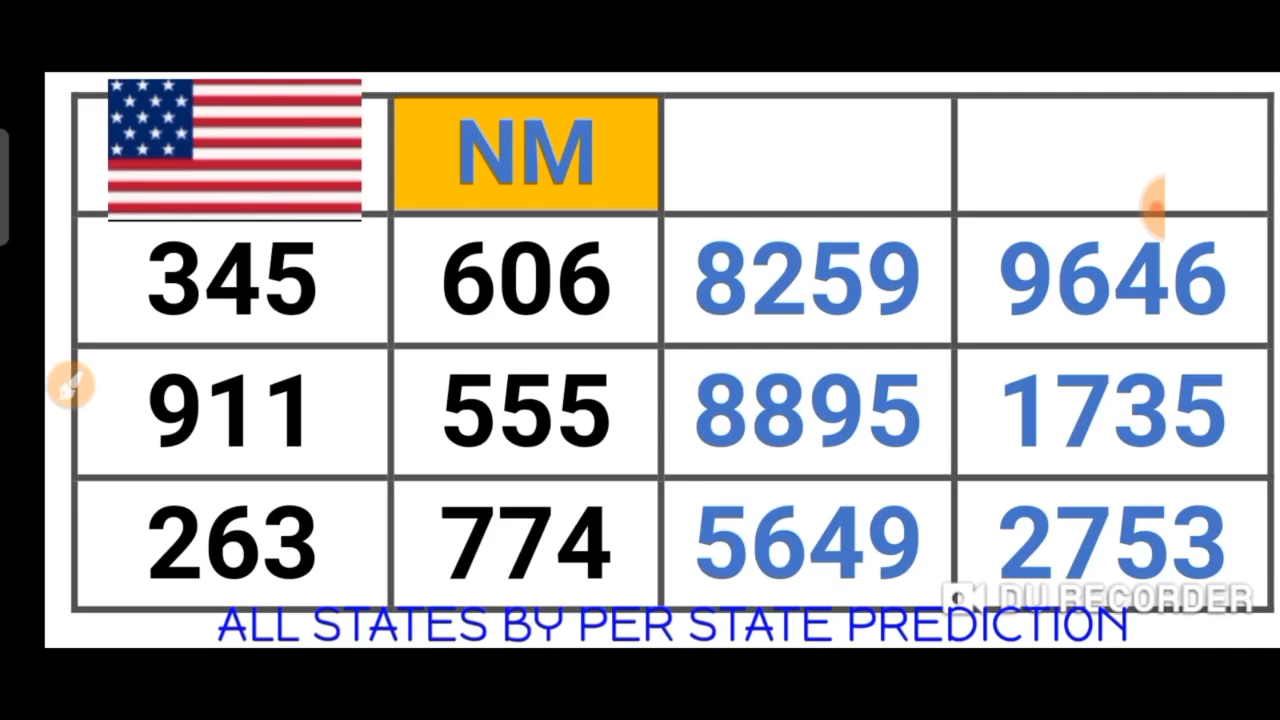 NM
345 606 8259 9646
911 555 8895 1735
263 774 5649 2753
DU RECORDER
ALL STATES BY PER STATE PREDICTION